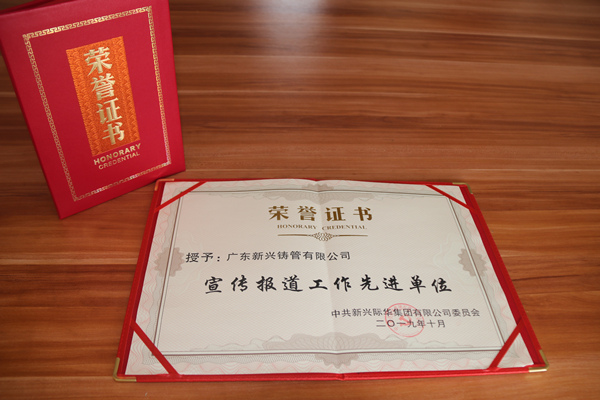 荣誉证书
HONORARY
CREDENTIAL
荣誉证书
HONORARY CREDENTIAL
授予：广东新兴铸管有限公司
宣传报道工作先进单位
中共新兴际华集团有限公司委员会
二〇一九年十月